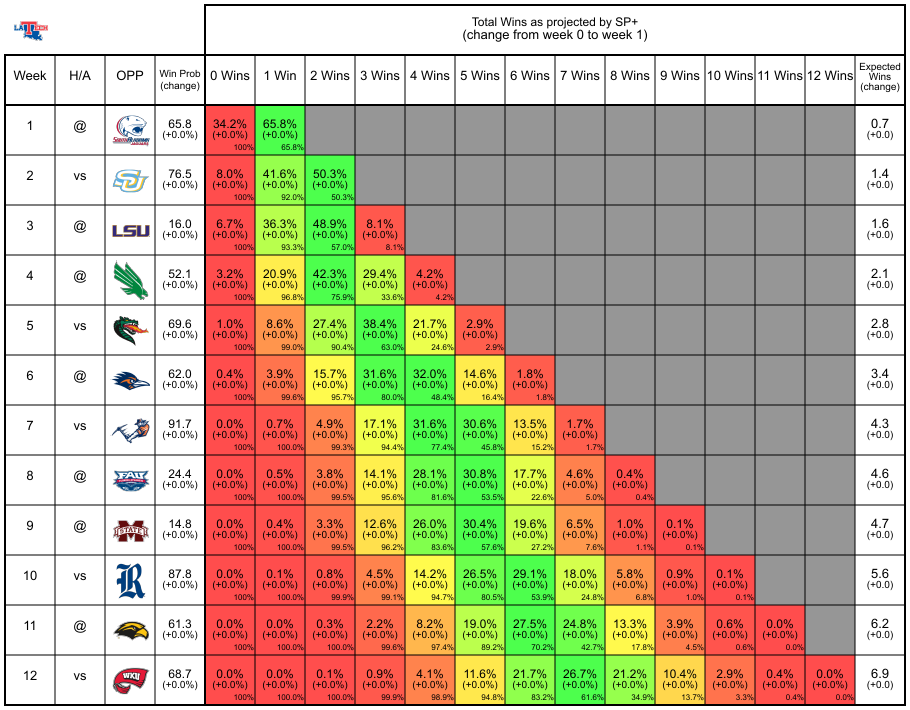 LA TECH
Total Wins as projected by SP+
(change from week 0 to week 1)
Week H/A OPP Win Prob (change) 0 Wins 1 Win 2 Wins 3 Wins 4 Wins 5 Wins 6 Wins 7 Wins 8 Wins 9 Wins 10 Wins 11 Wins 12 Wins Expected Wins (change)
1 @ SOUTH ALABAMA JAGUARS 65.8 34.2% 65.8% 0.7
(+0.0%) (+0.0%) (+0.0%) (+0.0)
100% 65.8%
2 vs SU 76.5 8.0% 41.6% 50.3% 1.4
(+0.0%) (+0.0%) (+0.0%) (+0.0%) (+0.0)
100% 92.0% 50.3%
3 @ LSU 16.0 6.7% 36.3% 48.9% 8.1% 1.6
(+0.0%) (+0.0%) (+0.0%) (+0.0%) (+0.0%) (+0.0)
100% 93.3% 57.0% 8.1%
4 @ 52.1 3.2% 20.9% 42.3% 29.4% 4.2% 2.1
(+0.0%) (+0.0%) (+0.0%) (+0.0%) (+0.0%) (+0.0%) (+0.0)
100% 96.8% 75.9% 33.6% 4.2%
5 vs 69.6 1.0% 8.6% 27.4% 38.4% 21.7% 2.9% 2.8
(+0.0%) (+0.0%) (+0.0%) (+0.0%) (+0.0%) (+0.0%) (+0.0%) (+0.0)
100% 99.0% 90.4% 63.0% 24.6% 2.9%
6 @ 62.0 0.4% 3.9% 15.7% 31.6% 32.0% 14.6% 1.8% 3.4
(+0.0%) (+0.0%) (+0.0%) (+0.0%) (+0.0%) (+0.0%) (+0.0%) (+0.0%) (+0.0)
100% 99.6% 95.7% 80.0% 48.4% 16.4% 1.8%
7 vs 91.7 0.0% 0.7% 4.9% 17.1% 31.6% 30.6% 13.5% 1.7% 4.3
(+0.0%) (+0.0%) (+0.0%) (+0.0%) (+0.0%) (+0.0%) (+0.0%) (+0.0%) (+0.0%) (+0.0)
100% 100.0% 99.3% 94.4% 77.4% 45.8% 15.2% 1.7%
8 @ FAU 24.4 0.0% 0.5% 3.8% 14.1% 28.1% 30.8% 17.7% 4.6% 0.4% 4.6
(+0.0%) (+0.0%) (+0.0%) (+0.0%) (+0.0%) (+0.0%) (+0.0%) (+0.0%) (+0.0%) (+0.0%) (+0.0)
100% 100.0% 99.5% 95.6% 81.6% 53.5% 22.6% 5.0% 0.4%
9 @ M STATE 14.8 0.0% 0.4% 3.3% 12.6% 26.0% 30.4% 19.6% 6.5% 1.0% 0.1% 4.7
(+0.0%) (+0.0%) (+0.0%) (+0.0%) (+0.0%) (+0.0%) (+0.0%) (+0.0%) (+0.0%) (+0.0%) (+0.0%) (+0.0)
100% 100.0% 99.5% 96.2% 83.6% 57.6% 27.2% 7.6% 1.1% 0.1%
10 vs R 87.8 0.0% 0.1% 0.8% 4.5% 14.2% 26.5% 29.1% 18.0% 5.8% 0.9% 0.1% 5.6
(+0.0%) (+0.0%) (+0.0%) (+0.0%) (+0.0%) (+0.0%) (+0.0%) (+0.0%) (+0.0%) (+0.0%) (+0.0%) (+0.0%) (+0.0)
100% 100.0% 99.9% 99.1% 94.7% 80.5% 53.9% 24.8% 6.8% 1.0% 0.1%
11 @ 61.3 0.0% 0.0% 0.3% 2.2% 8.2% 19.0% 27.5% 24.8% 13.3% 3.9% 0.6% 0.0% 6.2
(+0.0%) (+0.0%) (+0.0%) (+0.0%) (+0.0%) (+0.0%) (+0.0%) (+0.0%) (+0.0%) (+0.0%) (+0.0%) (+0.0%) (+0.0%) (+0.0)
100% 100.0% 100.0% 99.6% 97.4% 89.2% 70.2% 42.7% 17.8% 4.5% 0.6% 0.0%
12 vs WKU 68.7 0.0% 0.0% 0.1% 0.9% 4.1% 11.6% 21.7% 26.7% 21.2% 10.4% 2.9% 0.4% 0.0% 6.9
(+0.0%) (+0.0%) (+0.0%) (+0.0%) (+0.0%) (+0.0%) (+0.0%) (+0.0%) (+0.0%) (+0.0%) (+0.0%) (+0.0%) (+0.0%) (+0.0%) (+0.0)
100% 100.0% 100.0% 99.9% 98.9% 94.8% 83.2% 61.6% 34.9% 13.7% 3.3% 0.4% 0.0%